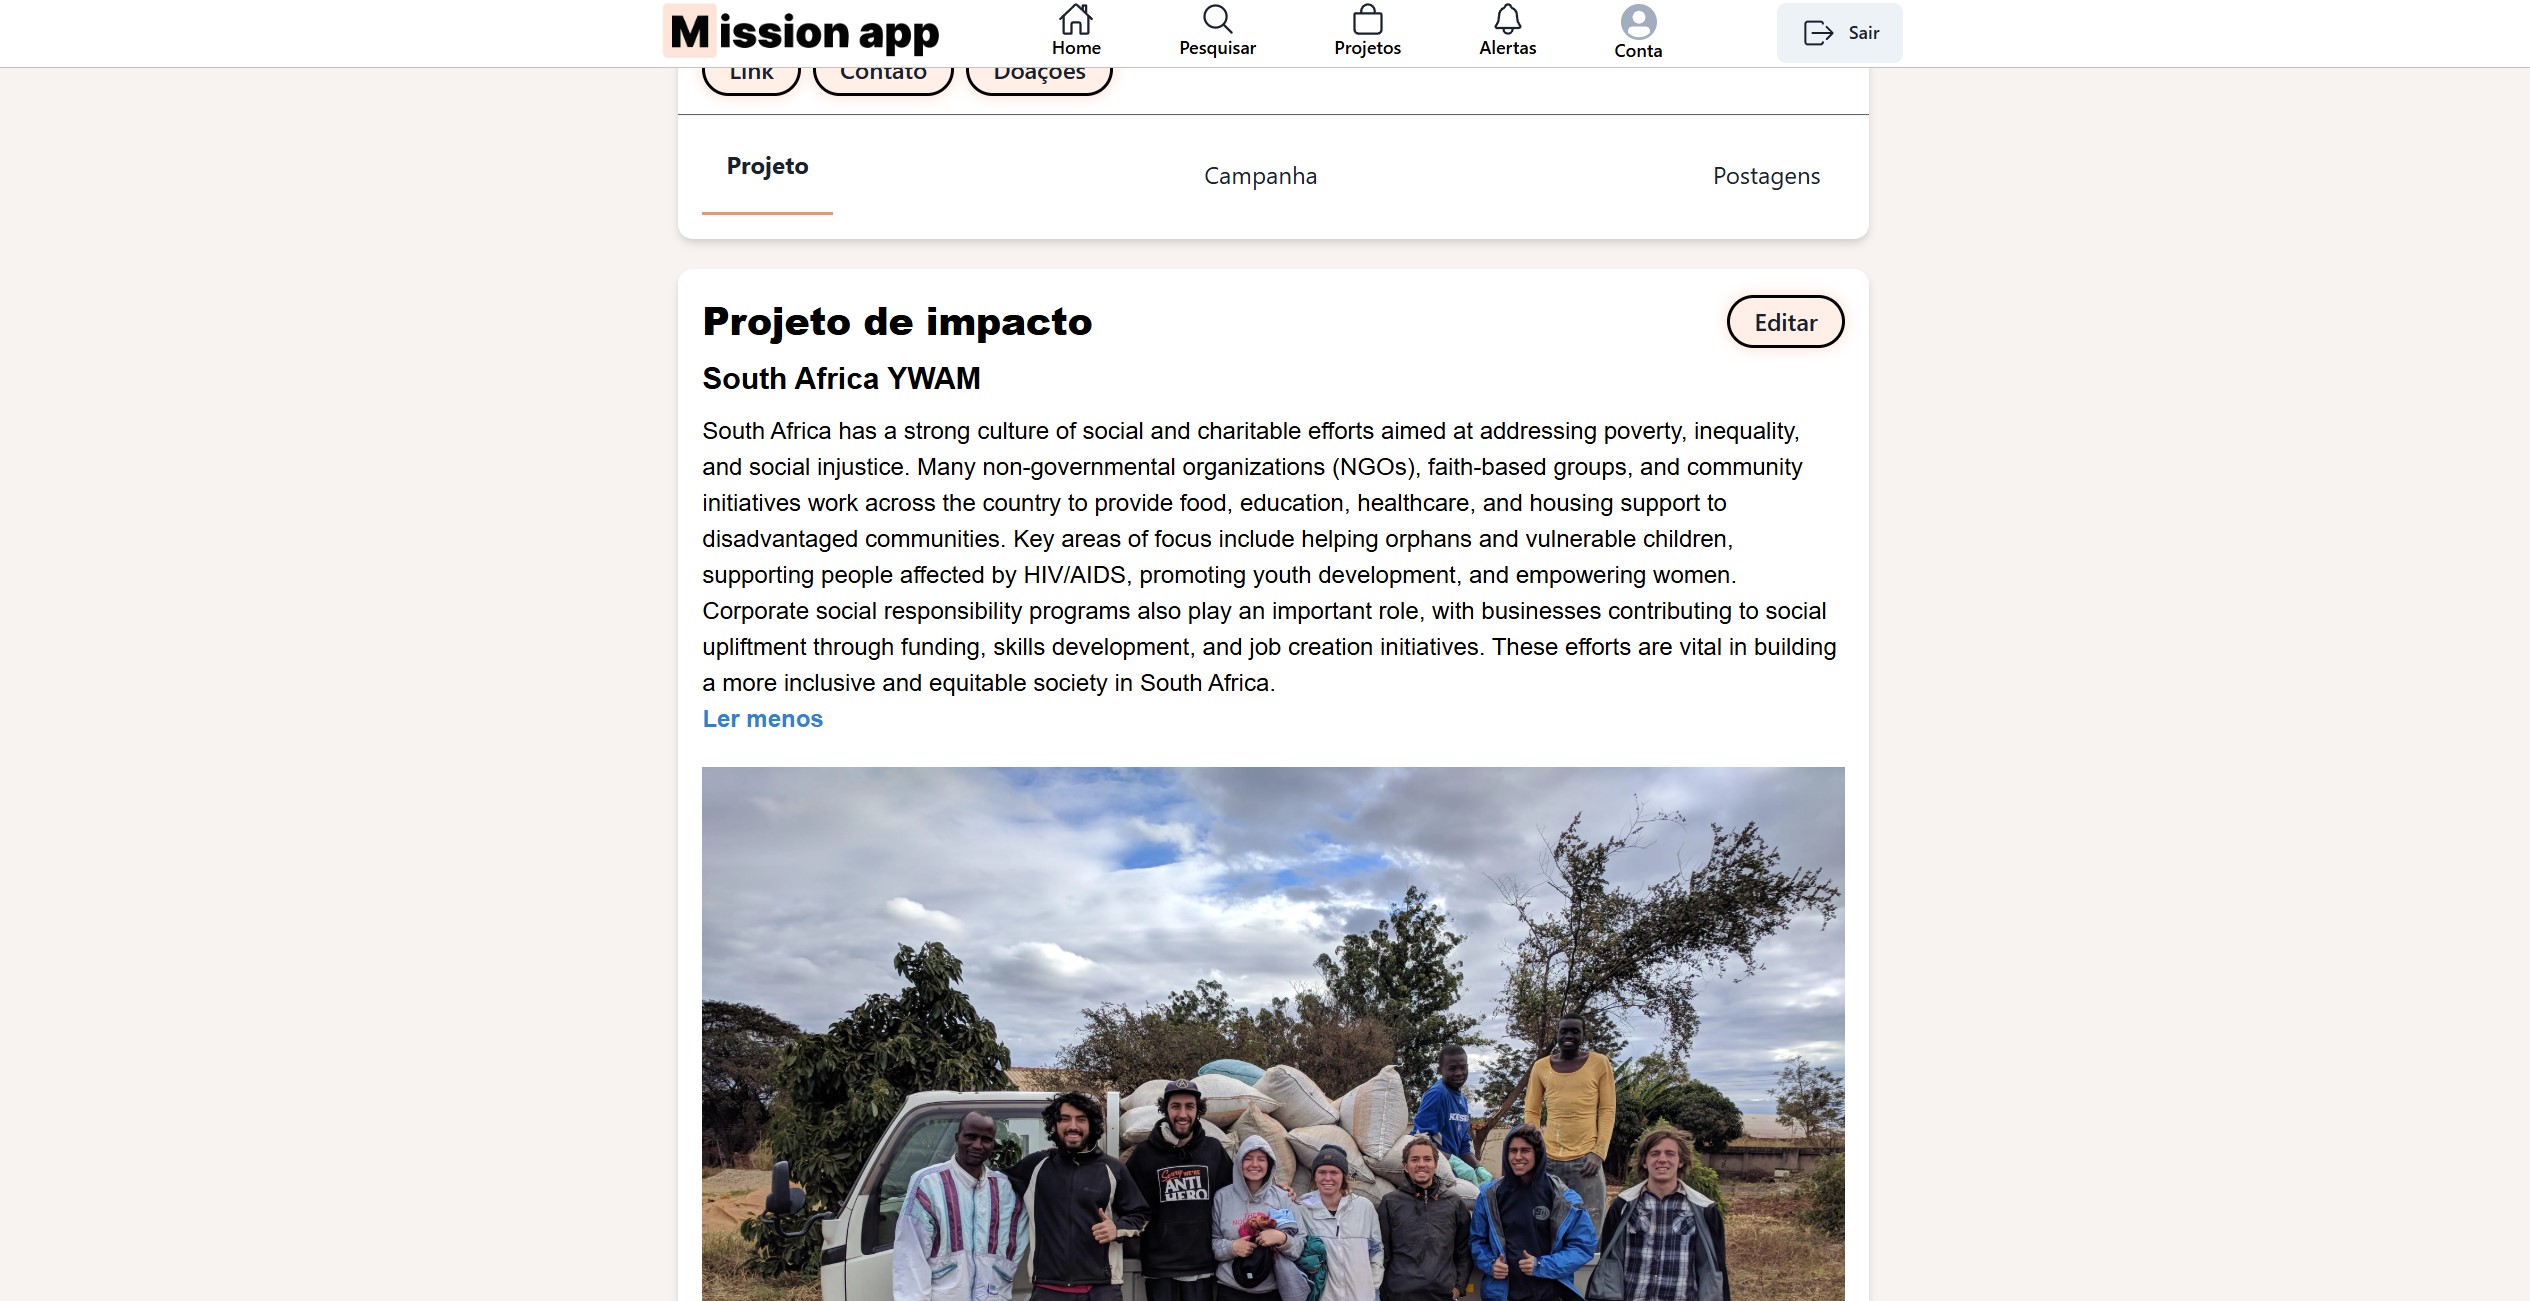 Mission app
Home
Pesquisar
Projetos
Alertas
Conta
Sair
Link
Contato
Doações
Projeto
Campanha
Postagens
Projeto de impacto
Editar
South Africa YWAM
South Africa has a strong culture of social and charitable efforts aimed at addressing poverty, inequality,
and social injustice. Many non-governmental organizations (NGOs), faith-based groups, and community
initiatives work across the country to provide food, education, healthcare, and housing support to
disadvantaged communities. Key areas of focus include helping orphans and vulnerable children,
supporting people affected by HIV/AIDS, promoting youth development, and empowering women.
Corporate social responsibility programs also play an important role, with businesses contributing to social
upliftment through funding, skills development, and job creation initiatives. These efforts are vital in building
a more inclusive and equitable society in South Africa.
Ler menos
Sorry WE'RE
ANTI
HERO